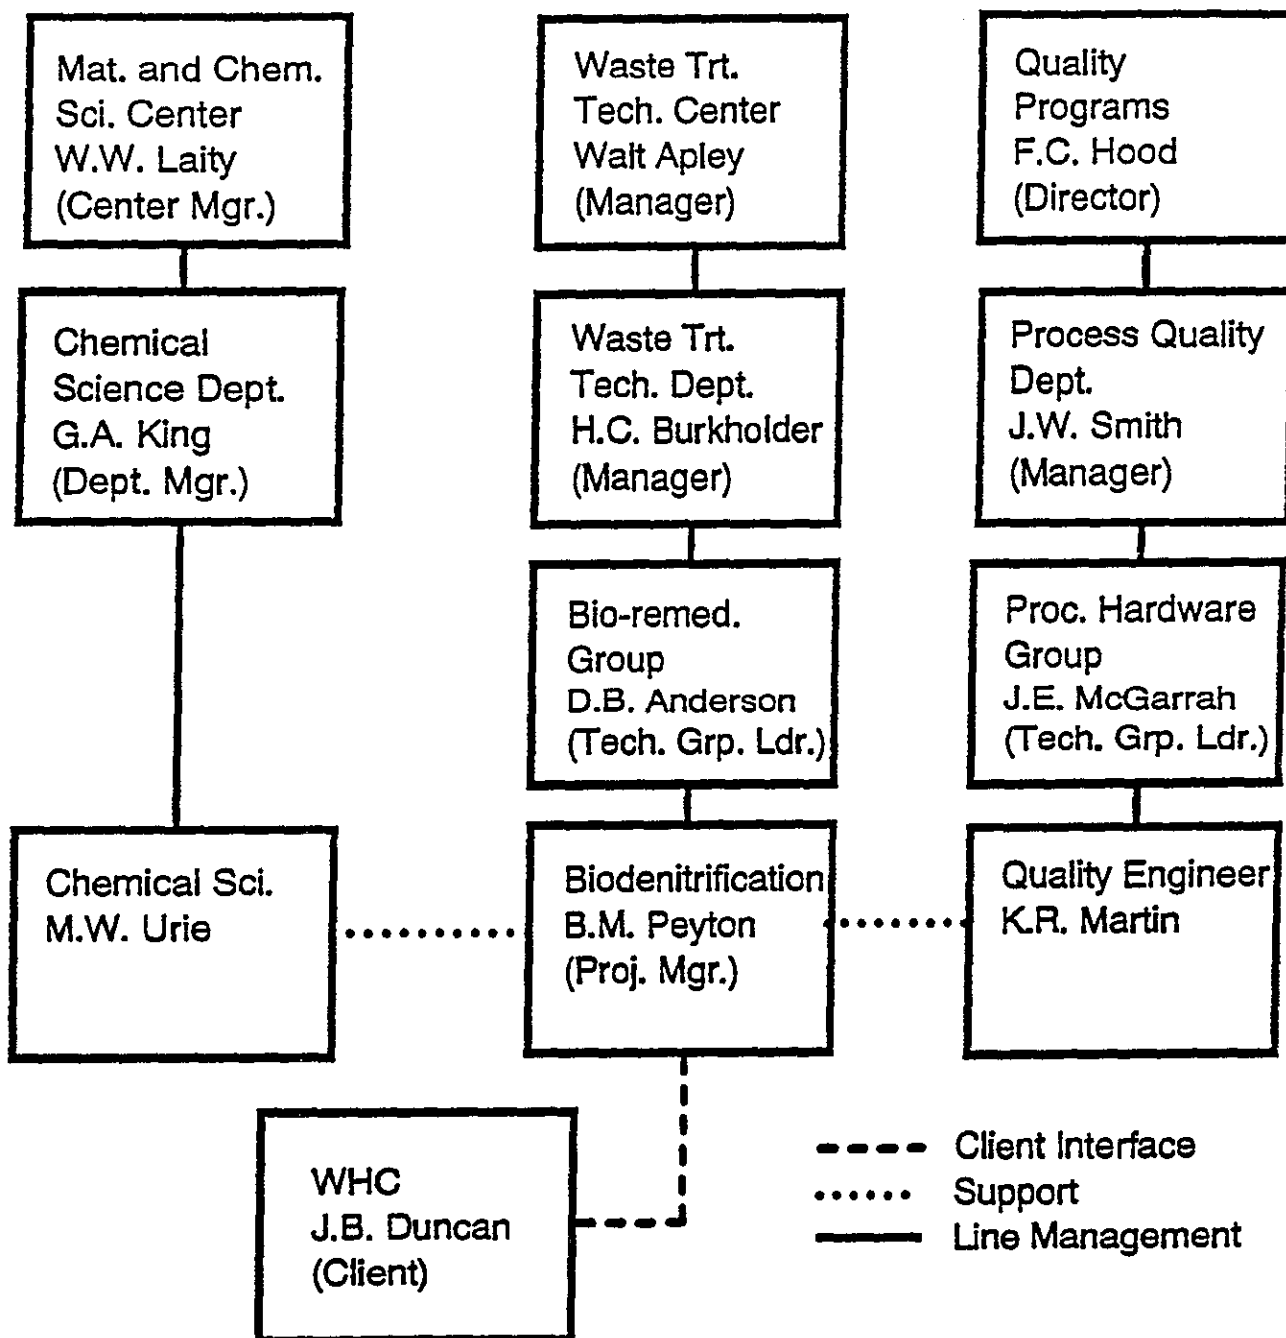 Mat. and Chem.
Sci. Center
W.W. Laity
(Center Mgr.)
Waste Trt.
Tech. Center
Walt Apley
(Manager)
Quality
Programs
F.C. Hood
(Director)
Chemical
Science Dept.
G.A. King
(Dept. Mgr.)
Waste Trt.
Tech. Dept.
H.C. Burkholder
(Manager)
Process Quality
Dept.
J.W. Smith
(Manager)
Bio-remed.
Group
D.B. Anderson
(Tech. Grp. Ldr.)
Proc. Hardware
Group
J.E. McGarrah
(Tech. Grp. Ldr.)
Chemical Sci.
M.W. Urie
Biodenitrification
B.M. Peyton
(Proj. Mgr.)
Quality Engineer
K.R. Martin
WHC
J.B. Duncan
(Client)
Client Interface
Support
Line Management